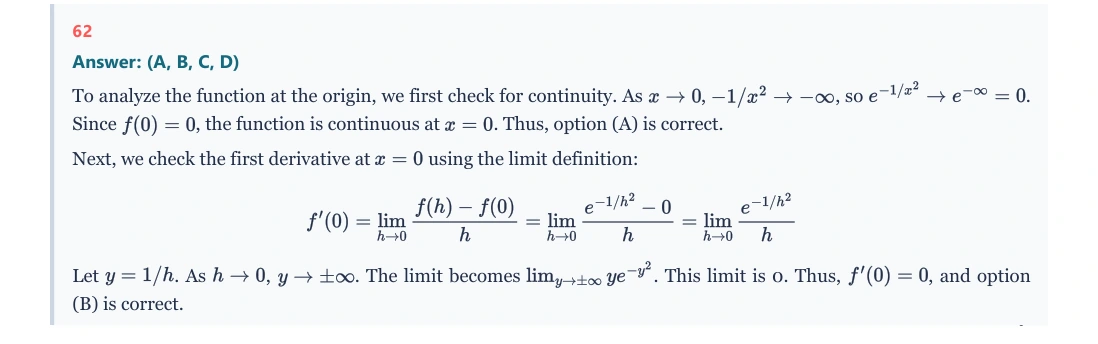 62
Answer: (A, B, C, D)
To analyze the function at the origin, we first check for continuity. As x → 0, −1/x² → −∞, so e^{−1/x²} → e^{−∞} = 0.
Since f(0) = 0, the function is continuous at x = 0. Thus, option (A) is correct.
Next, we check the first derivative at x = 0 using the limit definition:
f′(0) = lim_{h→0} \frac{f(h) − f(0)}{h} = lim_{h→0} \frac{e^{−1/h²} − 0}{h} = lim_{h→0} \frac{e^{−1/h²}}{h}
Let y = 1/h. As h → 0, y → ±∞. The limit becomes lim_{y→±∞} ye^{−y²}. This limit is 0. Thus, f′(0) = 0, and option
(B) is correct.